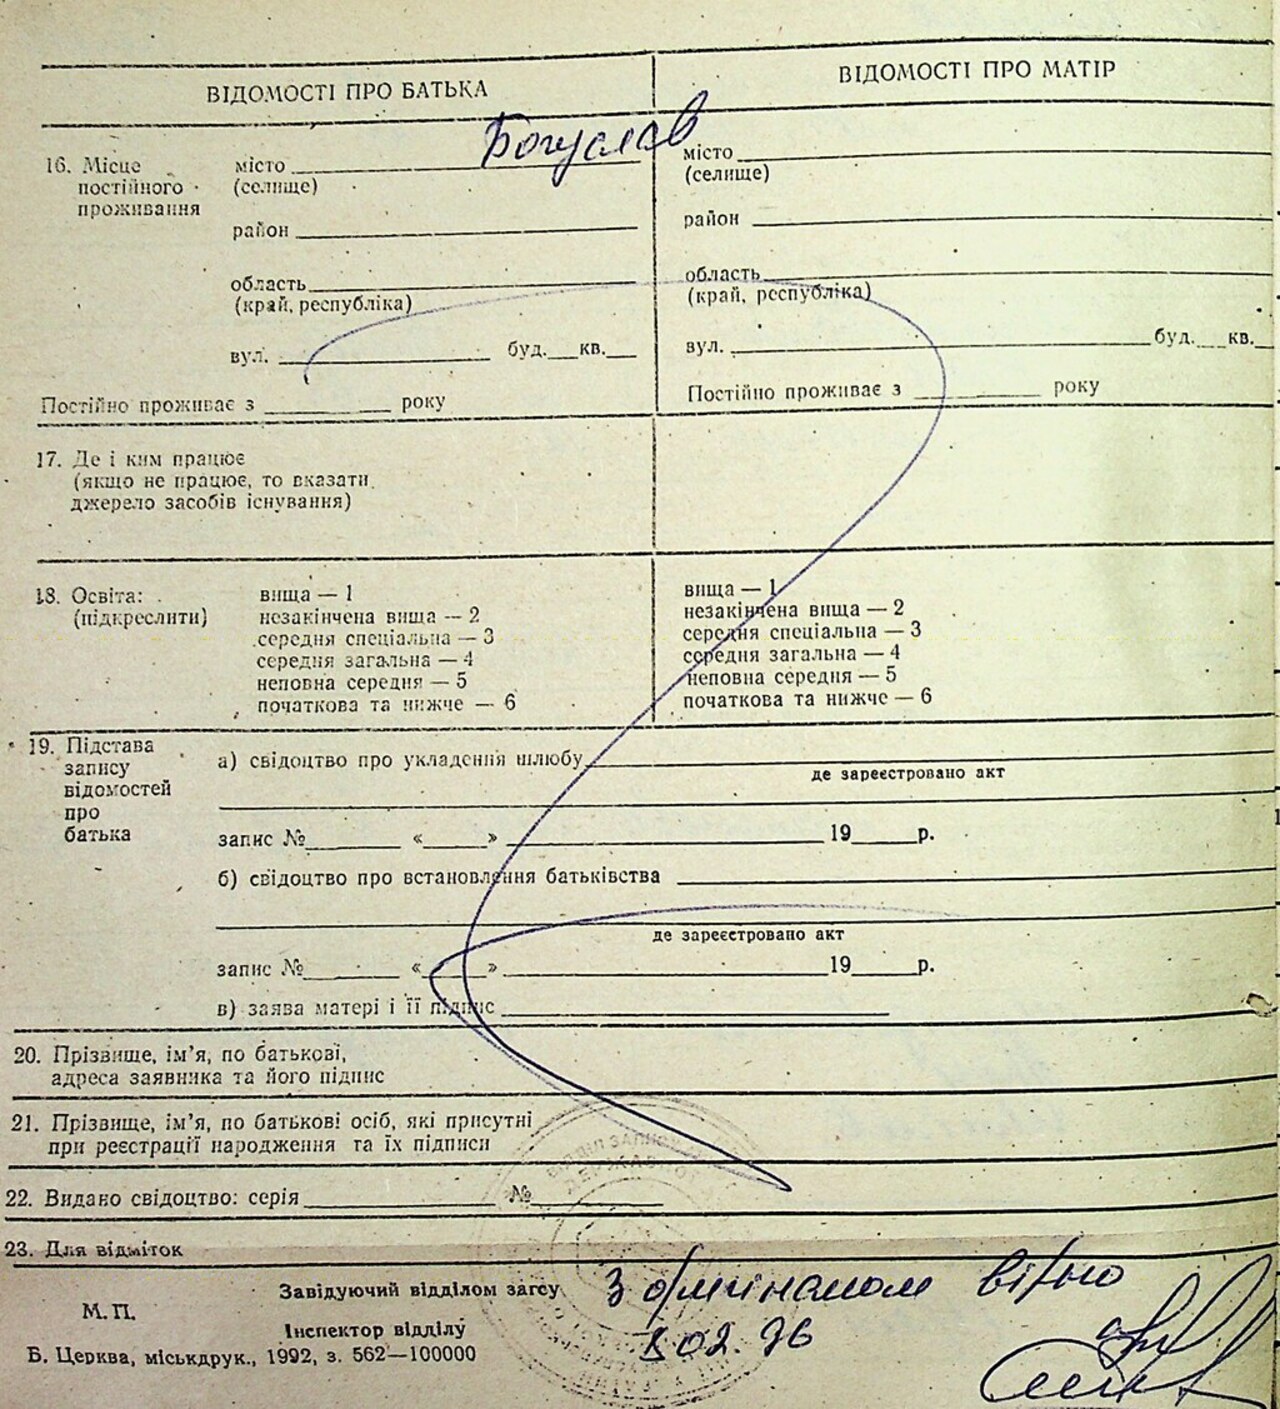 ВІДОМОСТІ ПРО БАТЬКА
ВІДОМОСТІ ПРО МАТІР
Богуслав
16. Місце постійного проживання
місто
(селище)
район
область
(край, республіка)
вул. буд. кв.
Постійно проживає з року
місто
(селище)
район
область
(край, республіка)
вул. буд. кв.
Постійно проживає з року
17. Де і ким працює
(якщо не працює, то вказати
джерело засобів існування)
18. Освіта:
(підкреслити)
вища — 1
незакінчена вища — 2
середня спеціальна — 3
середня загальна — 4
неповна середня — 5
початкова та нижче — 6
вища — 1
незакінчена вища — 2
середня спеціальна — 3
середня загальна — 4
неповна середня — 5
початкова та нижче — 6
19. Підстава
запису
відомостей
про
батька
а) свідоцтво про укладення шлюбу
де зареєстровано акт
запис № « » 19 р.
б) свідоцтво про встановлення батьківства
де зареєстровано акт
запис № « » 19 р.
в) заява матері і її підпис
20. Прізвище, ім’я, по батькові,
адреса заявника та його підпис
21. Прізвище, ім’я, по батькові осіб, які присутні
при реєстрації народження та їх підписи
22. Видано свідоцтво: серія №
23. Для відміток
Завідуючий відділом загсу
З оригіналом вірно
М.П.
Інспектор відділу
02. 96
Б. Церква, міськдрук., 1992, з. 562—100000